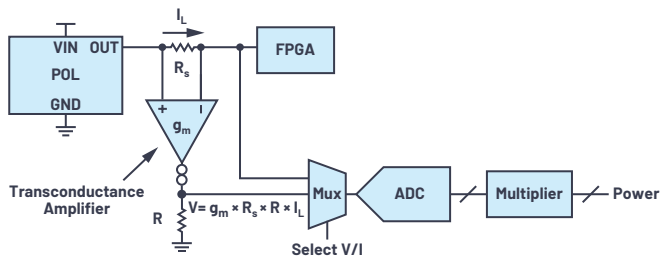 I_L
VIN OUT
POL
GND
R_s
FPGA
+ −
g_m
Transconductance
Amplifier
R
V= g_m × R_s × R × I_L
Mux
Select V/I
ADC
Multiplier
Power